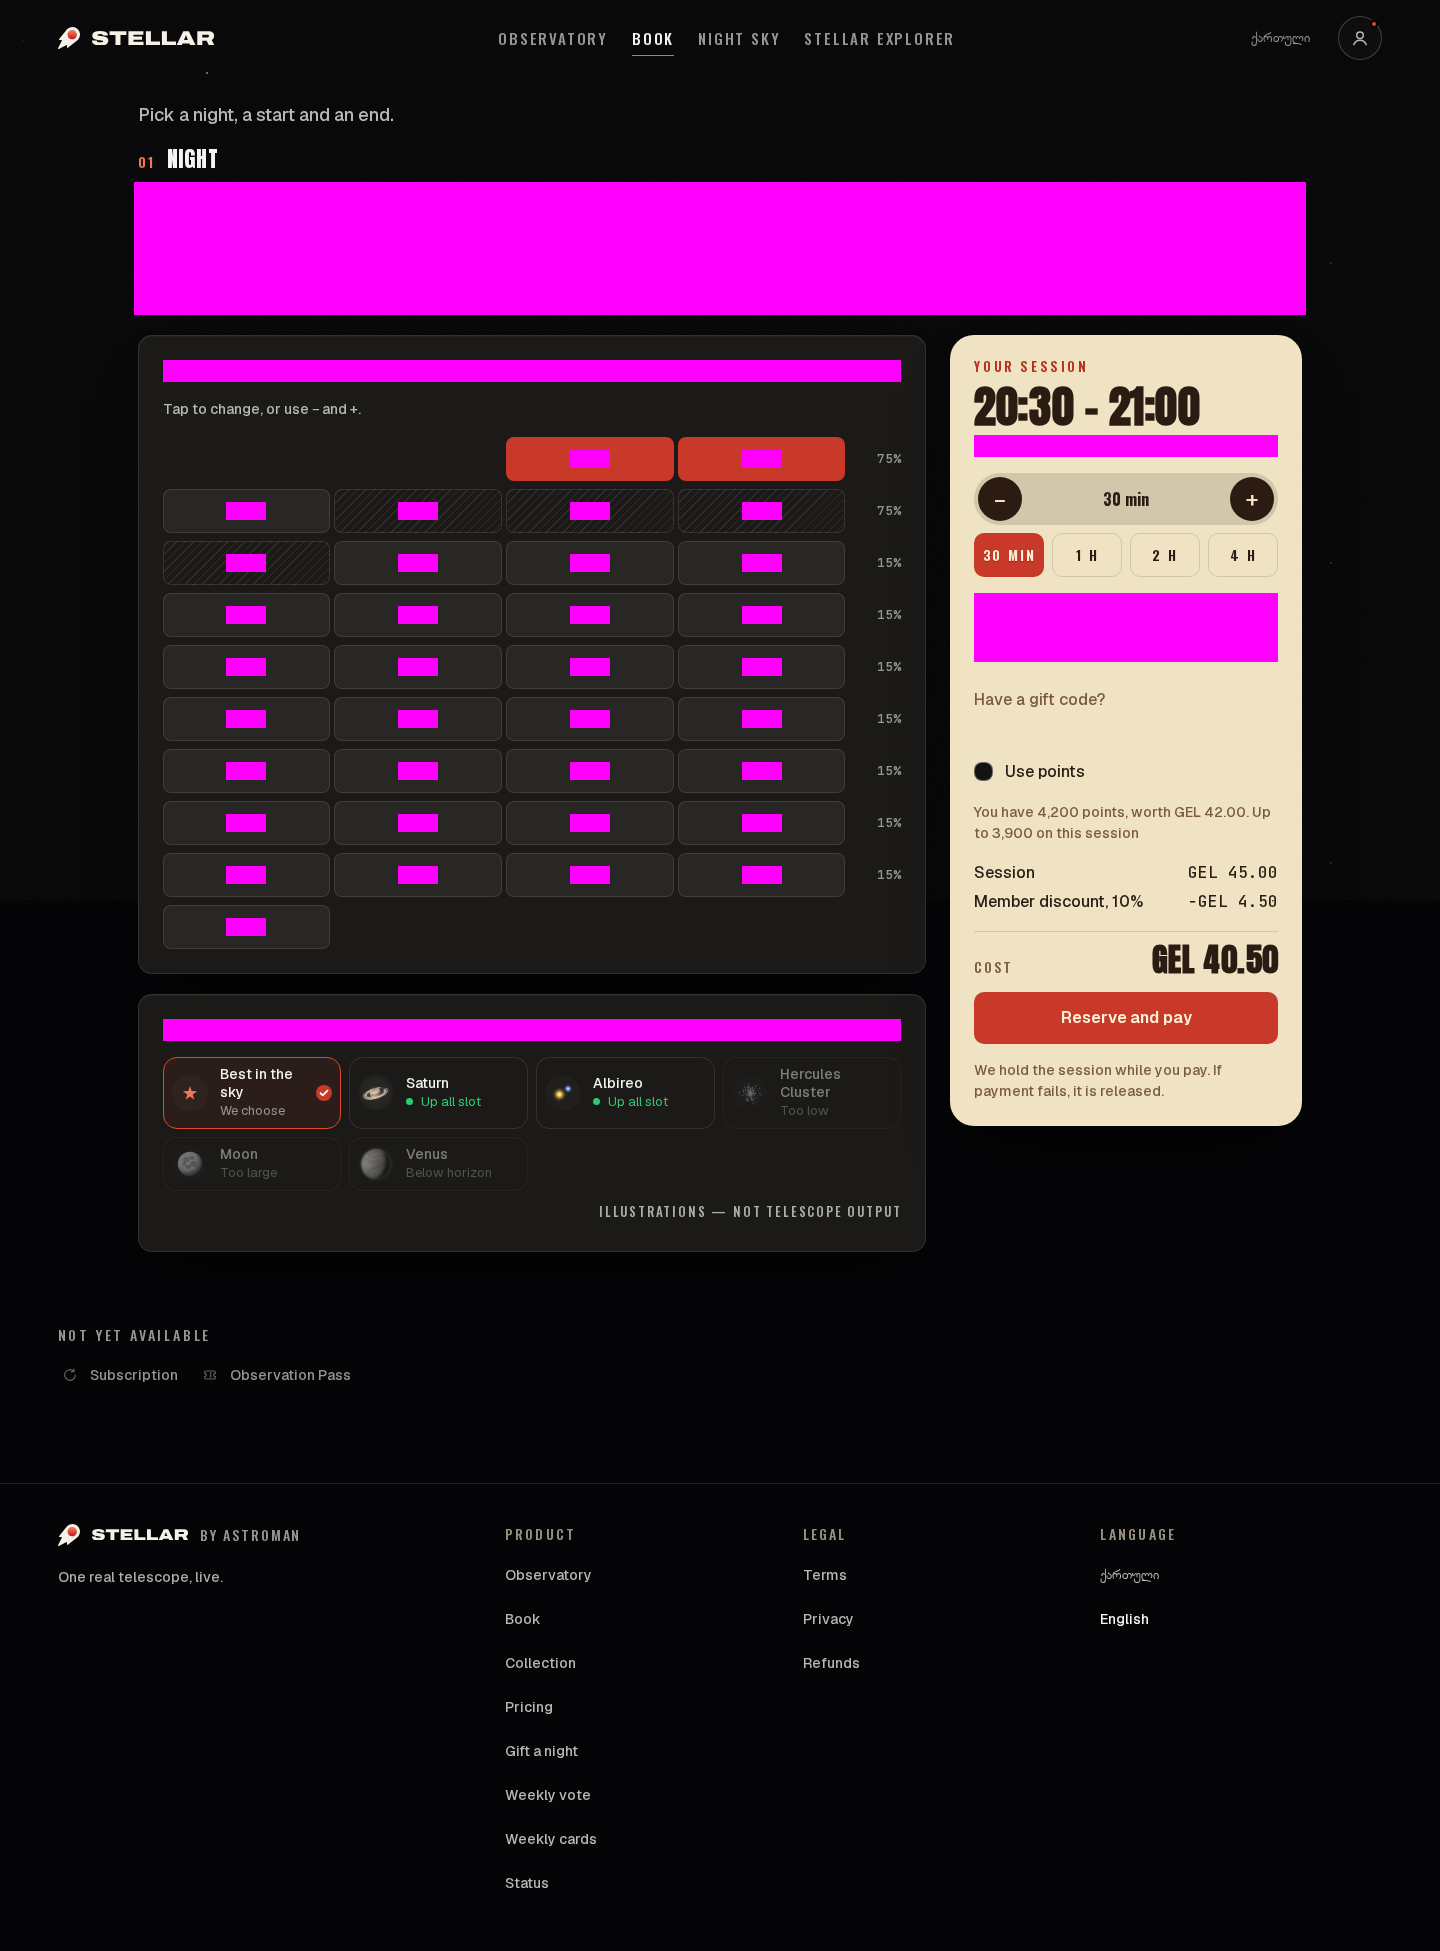 STELLAR
OBSERVATORY BOOK NIGHT SKY STELLAR EXPLORER
ქართული
Pick a night, a start and an end.
01 NIGHT
Tap to change, or use – and +.
75%
75%
15%
15%
15%
15%
15%
15%
15%
YOUR SESSION
20:30 – 21:00
– 30 min +
30 MIN 1 H 2 H 4 H
Have a gift code?
Use points
You have 4,200 points, worth GEL 42.00. Up
to 3,900 on this session
Session GEL 45.00
Member discount, 10% -GEL 4.50
COST GEL 40.50
Reserve and pay
We hold the session while you pay. If
payment fails, it is released.
Best in the
sky
We choose
Saturn
Up all slot
Albireo
Up all slot
Hercules
Cluster
Too low
Moon
Too large
Venus
Below horizon
ILLUSTRATIONS — NOT TELESCOPE OUTPUT
NOT YET AVAILABLE
Subscription Observation Pass
STELLAR BY ASTROMAN
One real telescope, live.
PRODUCT
Observatory
Book
Collection
Pricing
Gift a night
Weekly vote
Weekly cards
Status
LEGAL
Terms
Privacy
Refunds
LANGUAGE
ქართული
English